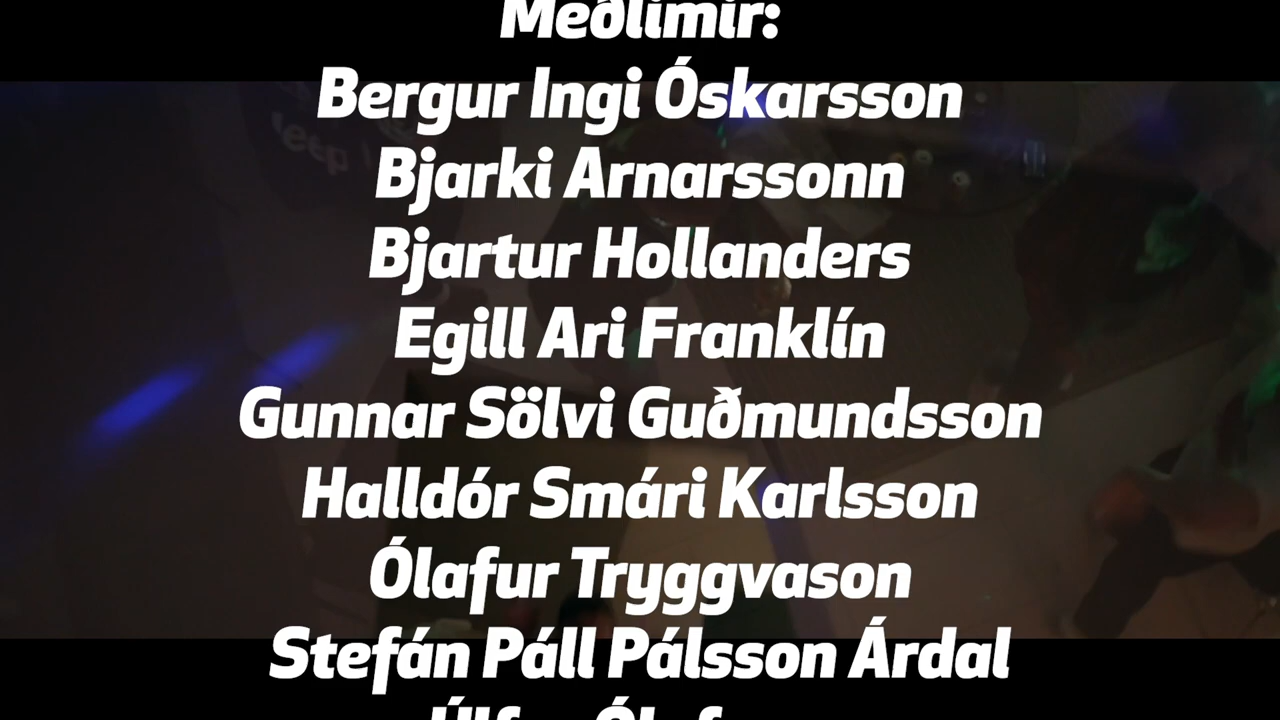 Meðlimir:
Bergur Ingi Óskarsson
Bjarki Arnarssonn
Bjartur Hollanders
Egill Ari Franklín
Gunnar Sölvi Guðmundsson
Halldór Smári Karlsson
Ólafur Tryggvason
Stefán Páll Pálsson Árdal